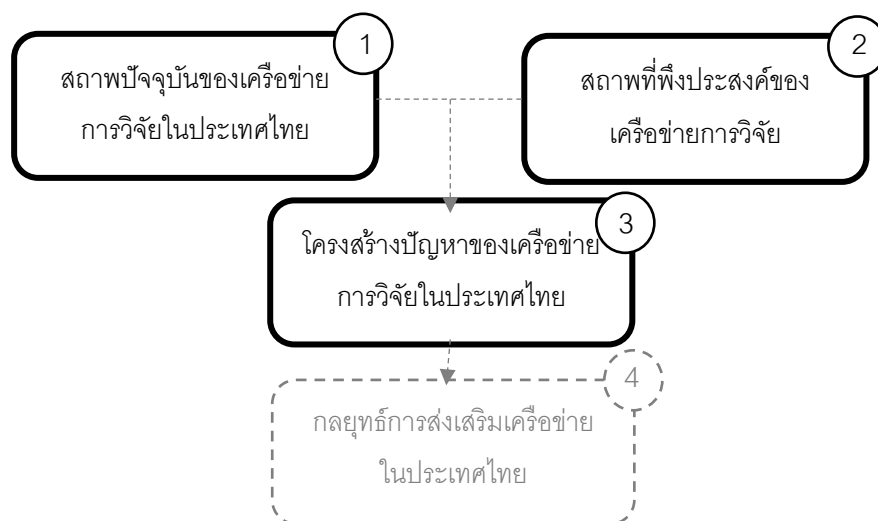 1
สถาพปัจจุบันของเครือข่าย
การวิจัยในประเทศไทย
2
สถาพที่พึงประสงค์ของ
เครือข่ายการวิจัย
3
โครงสร้างปัญหาของเครือข่าย
การวิจัยในประเทศไทย
4
กลยุทธ์การส่งเสริมเครือข่าย
ในประเทศไทย